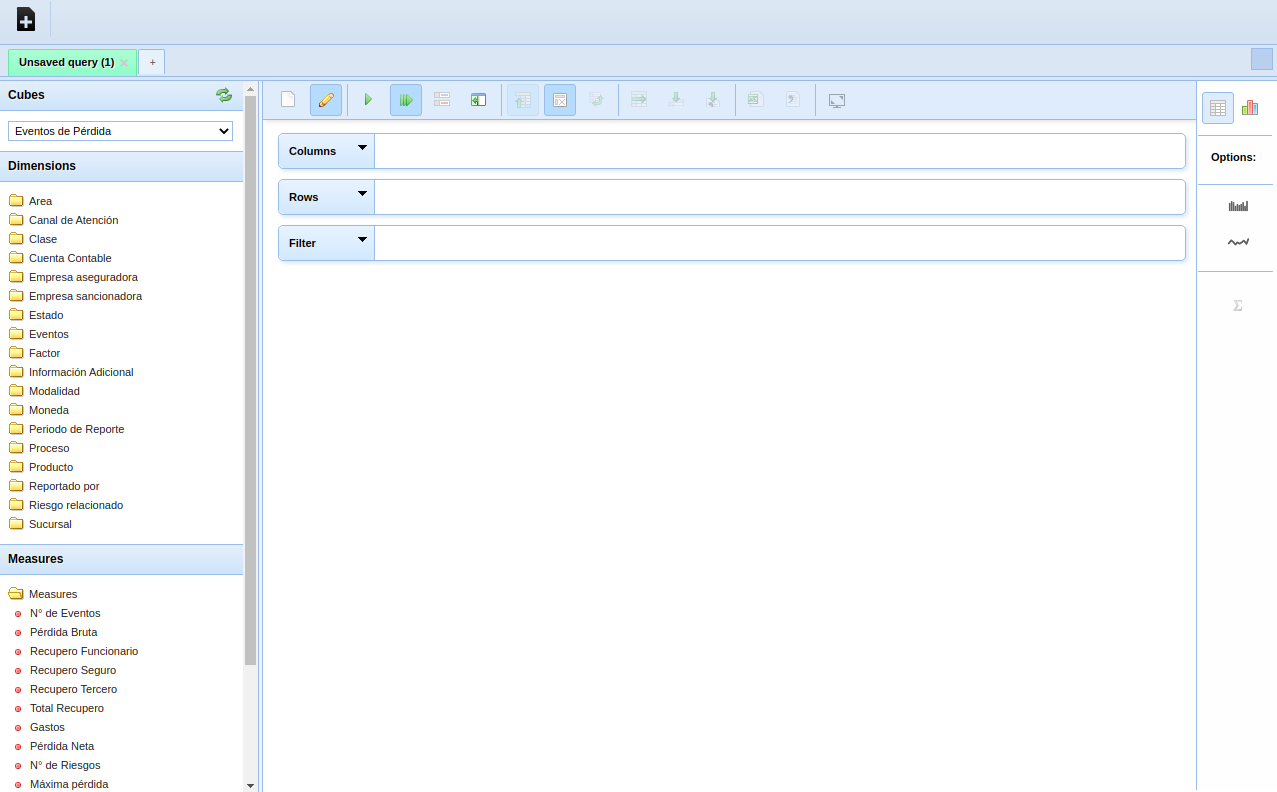 Unsaved query (1)
+
Cubes
Eventos de Pérdida
Dimensions
Area
Canal de Atención
Clase
Cuenta Contable
Empresa aseguradora
Empresa sancionadora
Estado
Eventos
Factor
Información Adicional
Modalidad
Moneda
Periodo de Reporte
Proceso
Producto
Reportado por
Riesgo relacionado
Sucursal
Measures
Measures
N° de Eventos
Pérdida Bruta
Recupero Funcionario
Recupero Seguro
Recupero Tercero
Total Recupero
Gastos
Pérdida Neta
N° de Riesgos
Máxima pérdida
Columns
Rows
Filter
Options:
Σ